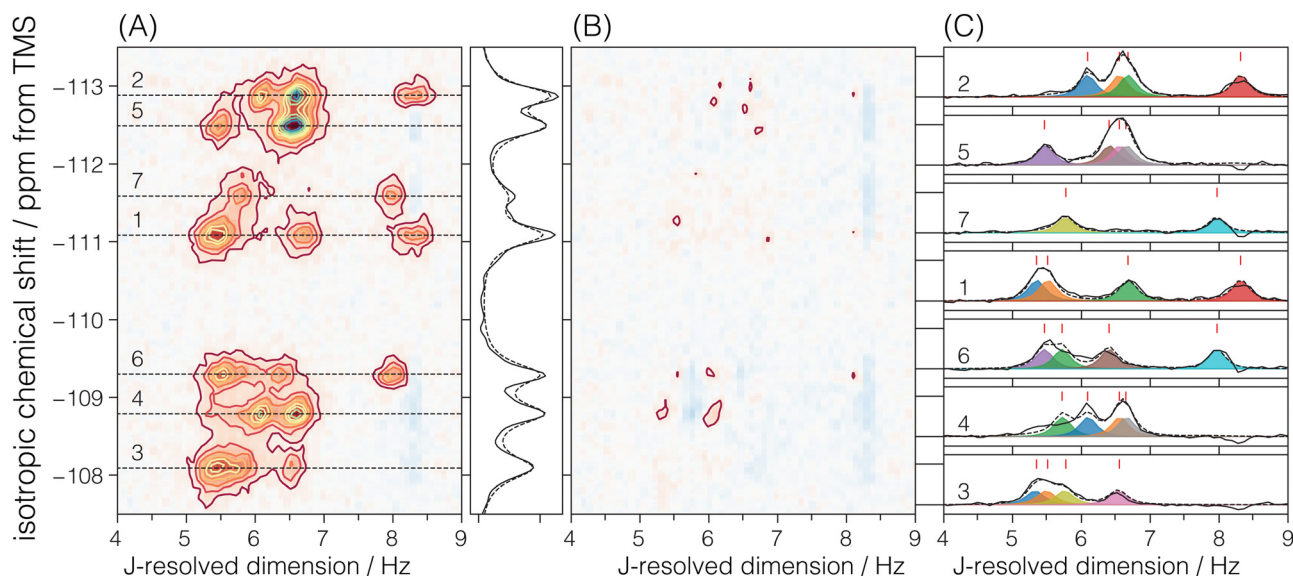 (A)
(B)
(C)
isotropic chemical shift / ppm from TMS
−113
−112
−111
−110
−109
−108
2
5
7
1
6
4
3
2
5
7
1
6
4
3
4 5 6 7 8 9
4 5 6 7 8 9
4 5 6 7 8 9
J-resolved dimension / Hz
J-resolved dimension / Hz
J-resolved dimension / Hz